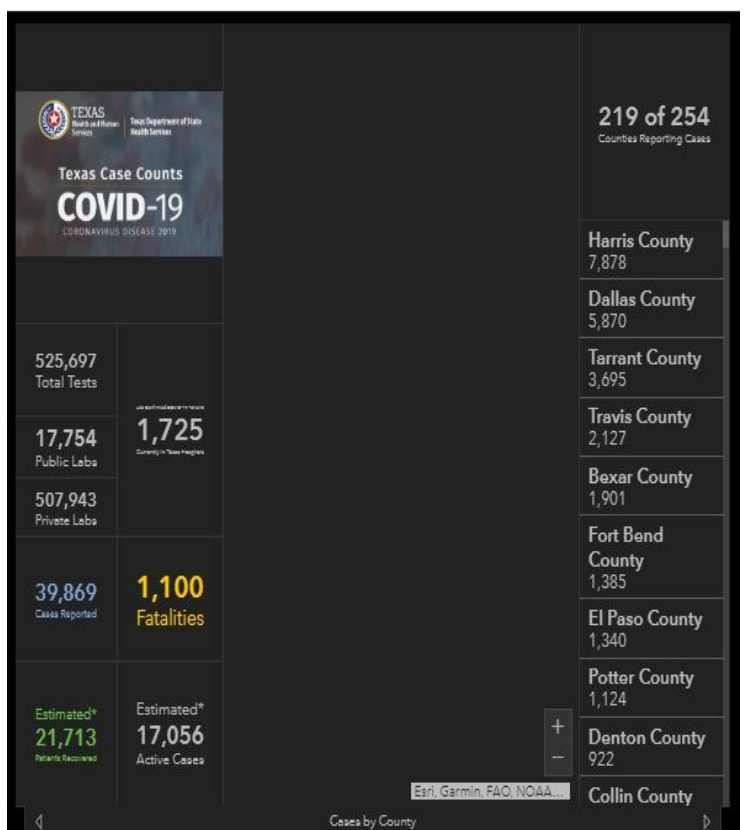 TEXAS
Health and Human
Services
Texas Department of State
Health Services
Texas Case Counts
COVID-19
CORONAVIRUS DISEASE 2019
525,697
Total Tests
17,754
Public Labs
507,943
Private Labs
1,725
Currently in Texas Hospitals
39,869
Cases Reported
1,100
Fatalities
Estimated*
21,713
Patients Recovered
Estimated*
17,056
Active Cases
+
−
Esri, Garmin, FAO, NOAA...
Cases by County
219 of 254
Counties Reporting Cases
Harris County
7,878
Dallas County
5,870
Tarrant County
3,695
Travis County
2,127
Bexar County
1,901
Fort Bend
County
1,385
El Paso County
1,340
Potter County
1,124
Denton County
922
Collin County